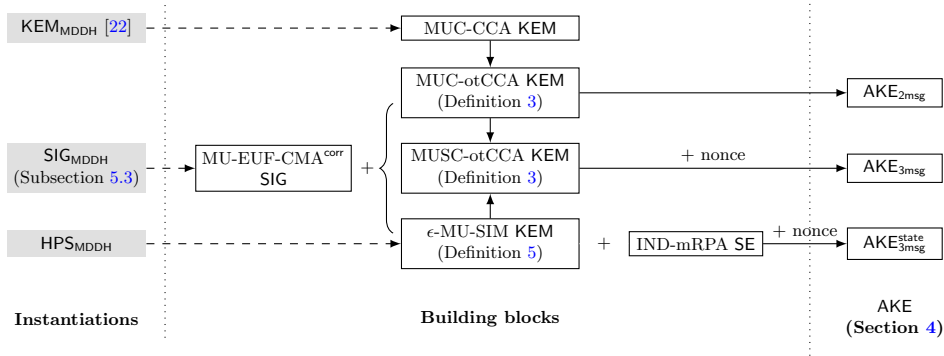 KEM_MDDH [22]
MUC-CCA KEM
MUC-otCCA KEM
(Definition 3)
AKE_2msg
SIG_MDDH
(Subsection 5.3)
MU-EUF-CMA^corr
SIG
+
MUSC-otCCA KEM
(Definition 3)
+ nonce
AKE_3msg
HPS_MDDH
ϵ-MU-SIM KEM
(Definition 5)
+
IND-mRPA SE
+ nonce
AKE^state_3msg
Instantiations
Building blocks
AKE
(Section 4)